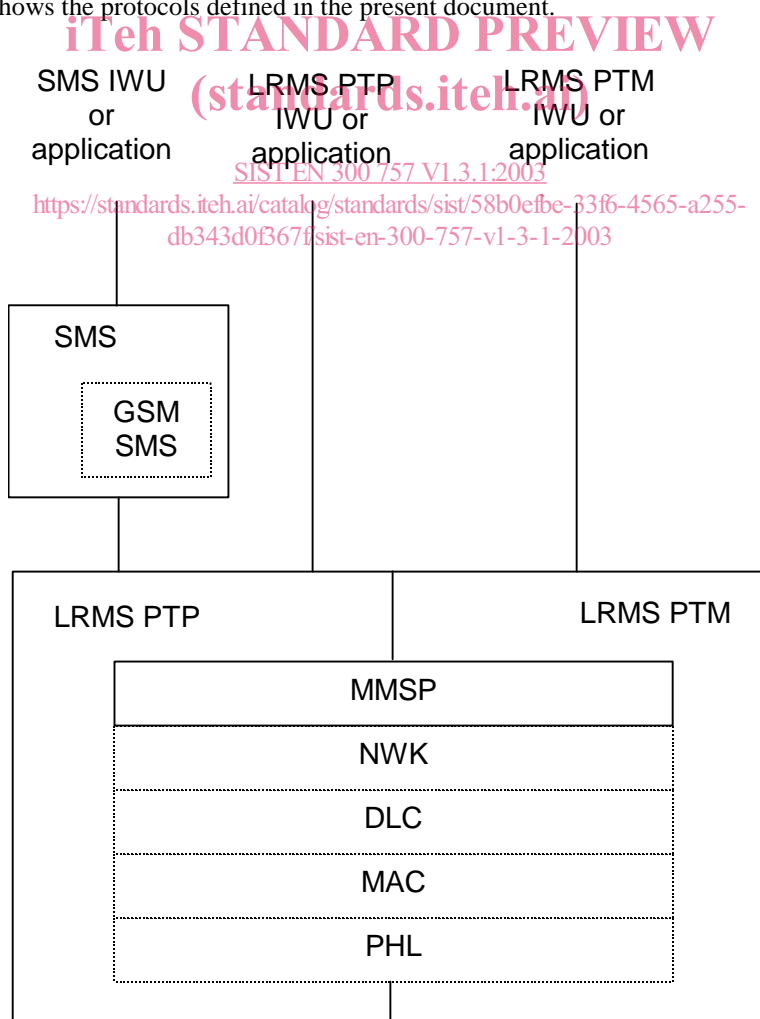 hows the protocols defined in the present document.
iTeh STANDARD PREVIEW
(standards.iteh.ai)
SMS IWU
or
application
LRMS PTP
IWU or
application
LRMS PTM
IWU or
application
SIST EN 300 757 V1.3.1:2003
https://standards.iteh.ai/catalog/standards/sist/58b0efbe-33f6-4565-a255-
db343d0f367f/sist-en-300-757-v1-3-1-2003
SMS
GSM
SMS
LRMS PTP
LRMS PTM
MMSP
NWK
DLC
MAC
PHL